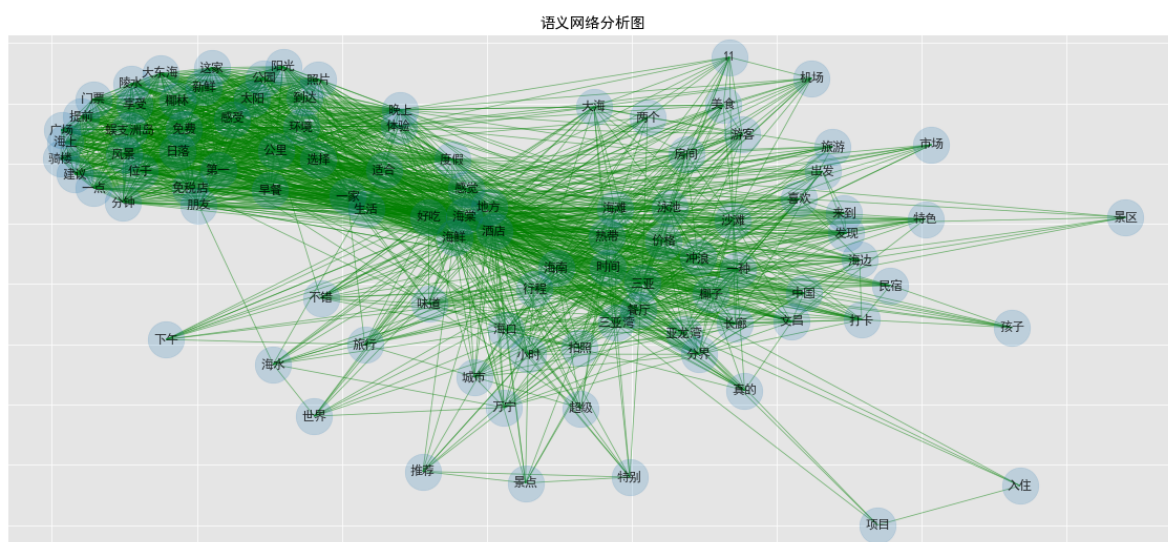 语义网络分析图
11
机场
大东海
这家
阳光
公园
照片
陵水
新鲜
门票
享受
椰林
太阳
到达
晚上
大海
美食
两个
提前
感受
体验
游客
广场
蜈支洲岛
免费
环境
市场
海上
旅游
骑楼
风景
日落
公里
选择
度假
房间
建议
位于
第一
适合
出发
一点
免税店
早餐
一家
感觉
喜欢
分钟
朋友
生活
好吃
海棠
地方
海滩
泳池
沙滩
来到
特色
景区
海鲜
酒店
热带
价格
发现
冲浪
海边
海南
时间
一种
行程
三亚
椰子
中国
民宿
不错
味道
餐厅
下午
海口
三亚湾
亚龙湾
长廊
文昌
打卡
孩子
旅行
小时
拍照
分界
海水
城市
真的
世界
万宁
超级
推荐
景点
特别
入住
项目